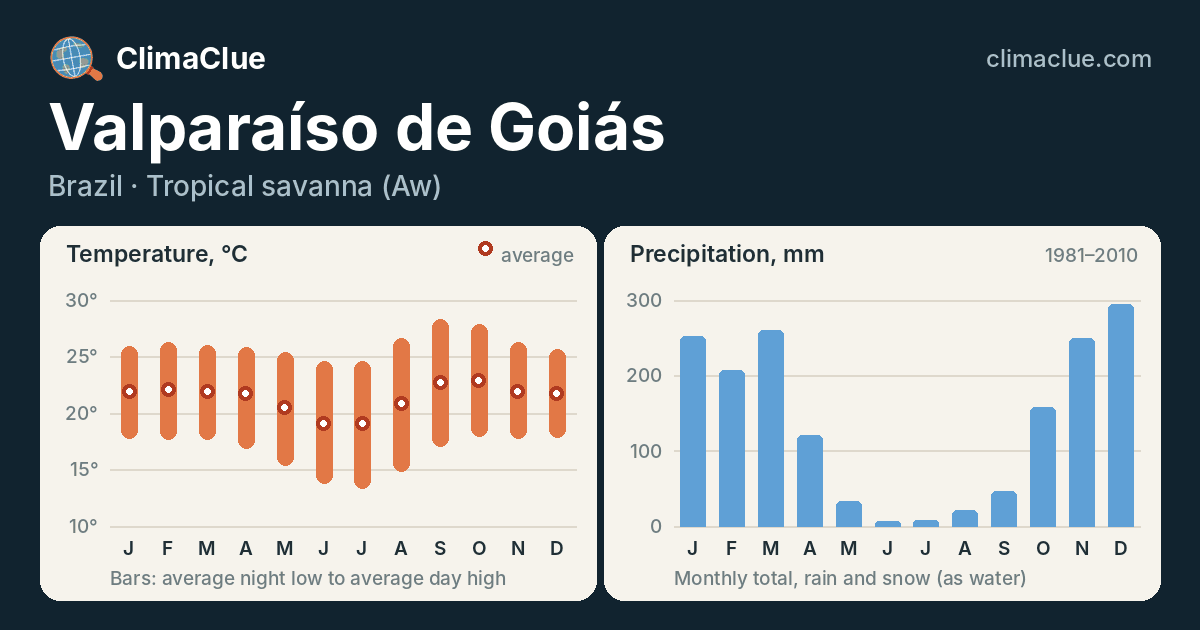 ClimaClue
climaclue.com
Valparaíso de Goiás
Brazil · Tropical savanna (Aw)
Temperature, °C
average
30°
25°
20°
15°
10°
J F M A M J J A S O N D
Bars: average night low to average day high
Precipitation, mm
1981–2010
300
200
100
0
J F M A M J J A S O N D
Monthly total, rain and snow (as water)